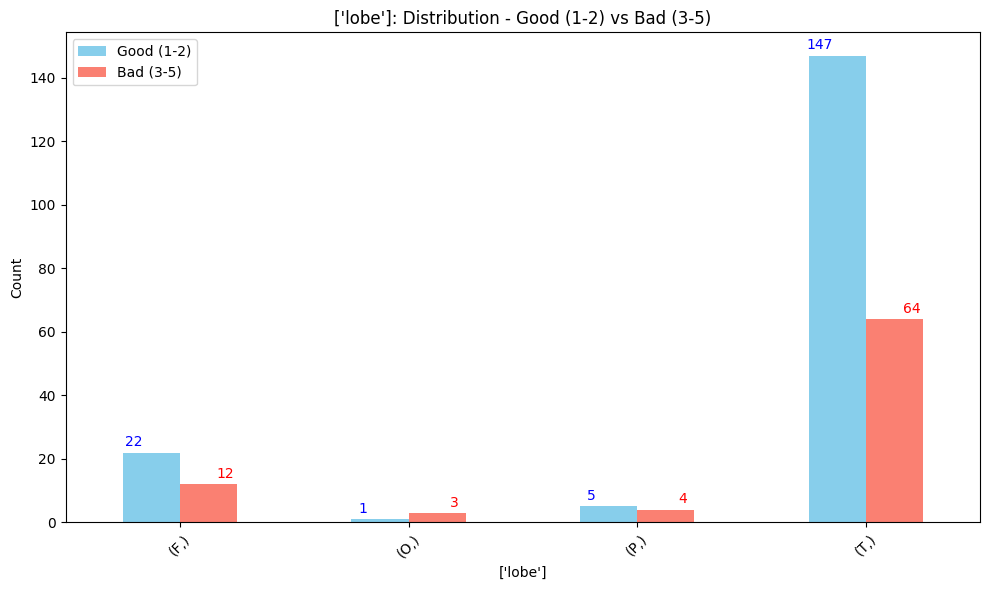 ['lobe']: Distribution - Good (1-2) vs Bad (3-5)
Good (1-2)
Bad (3-5)
147
64
22
12
1
3
5
4
Count
140
120
100
80
60
40
20
0
(F,)
(O,)
(P,)
(T,)
['lobe']